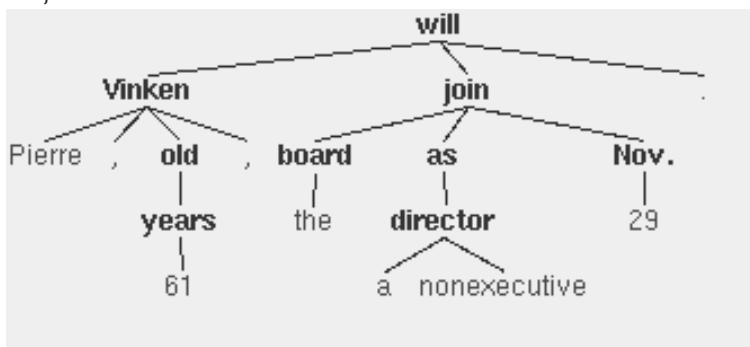 ,
will
Vinken join .
Pierre , old , board as Nov.
years the director 29
61 a nonexecutive